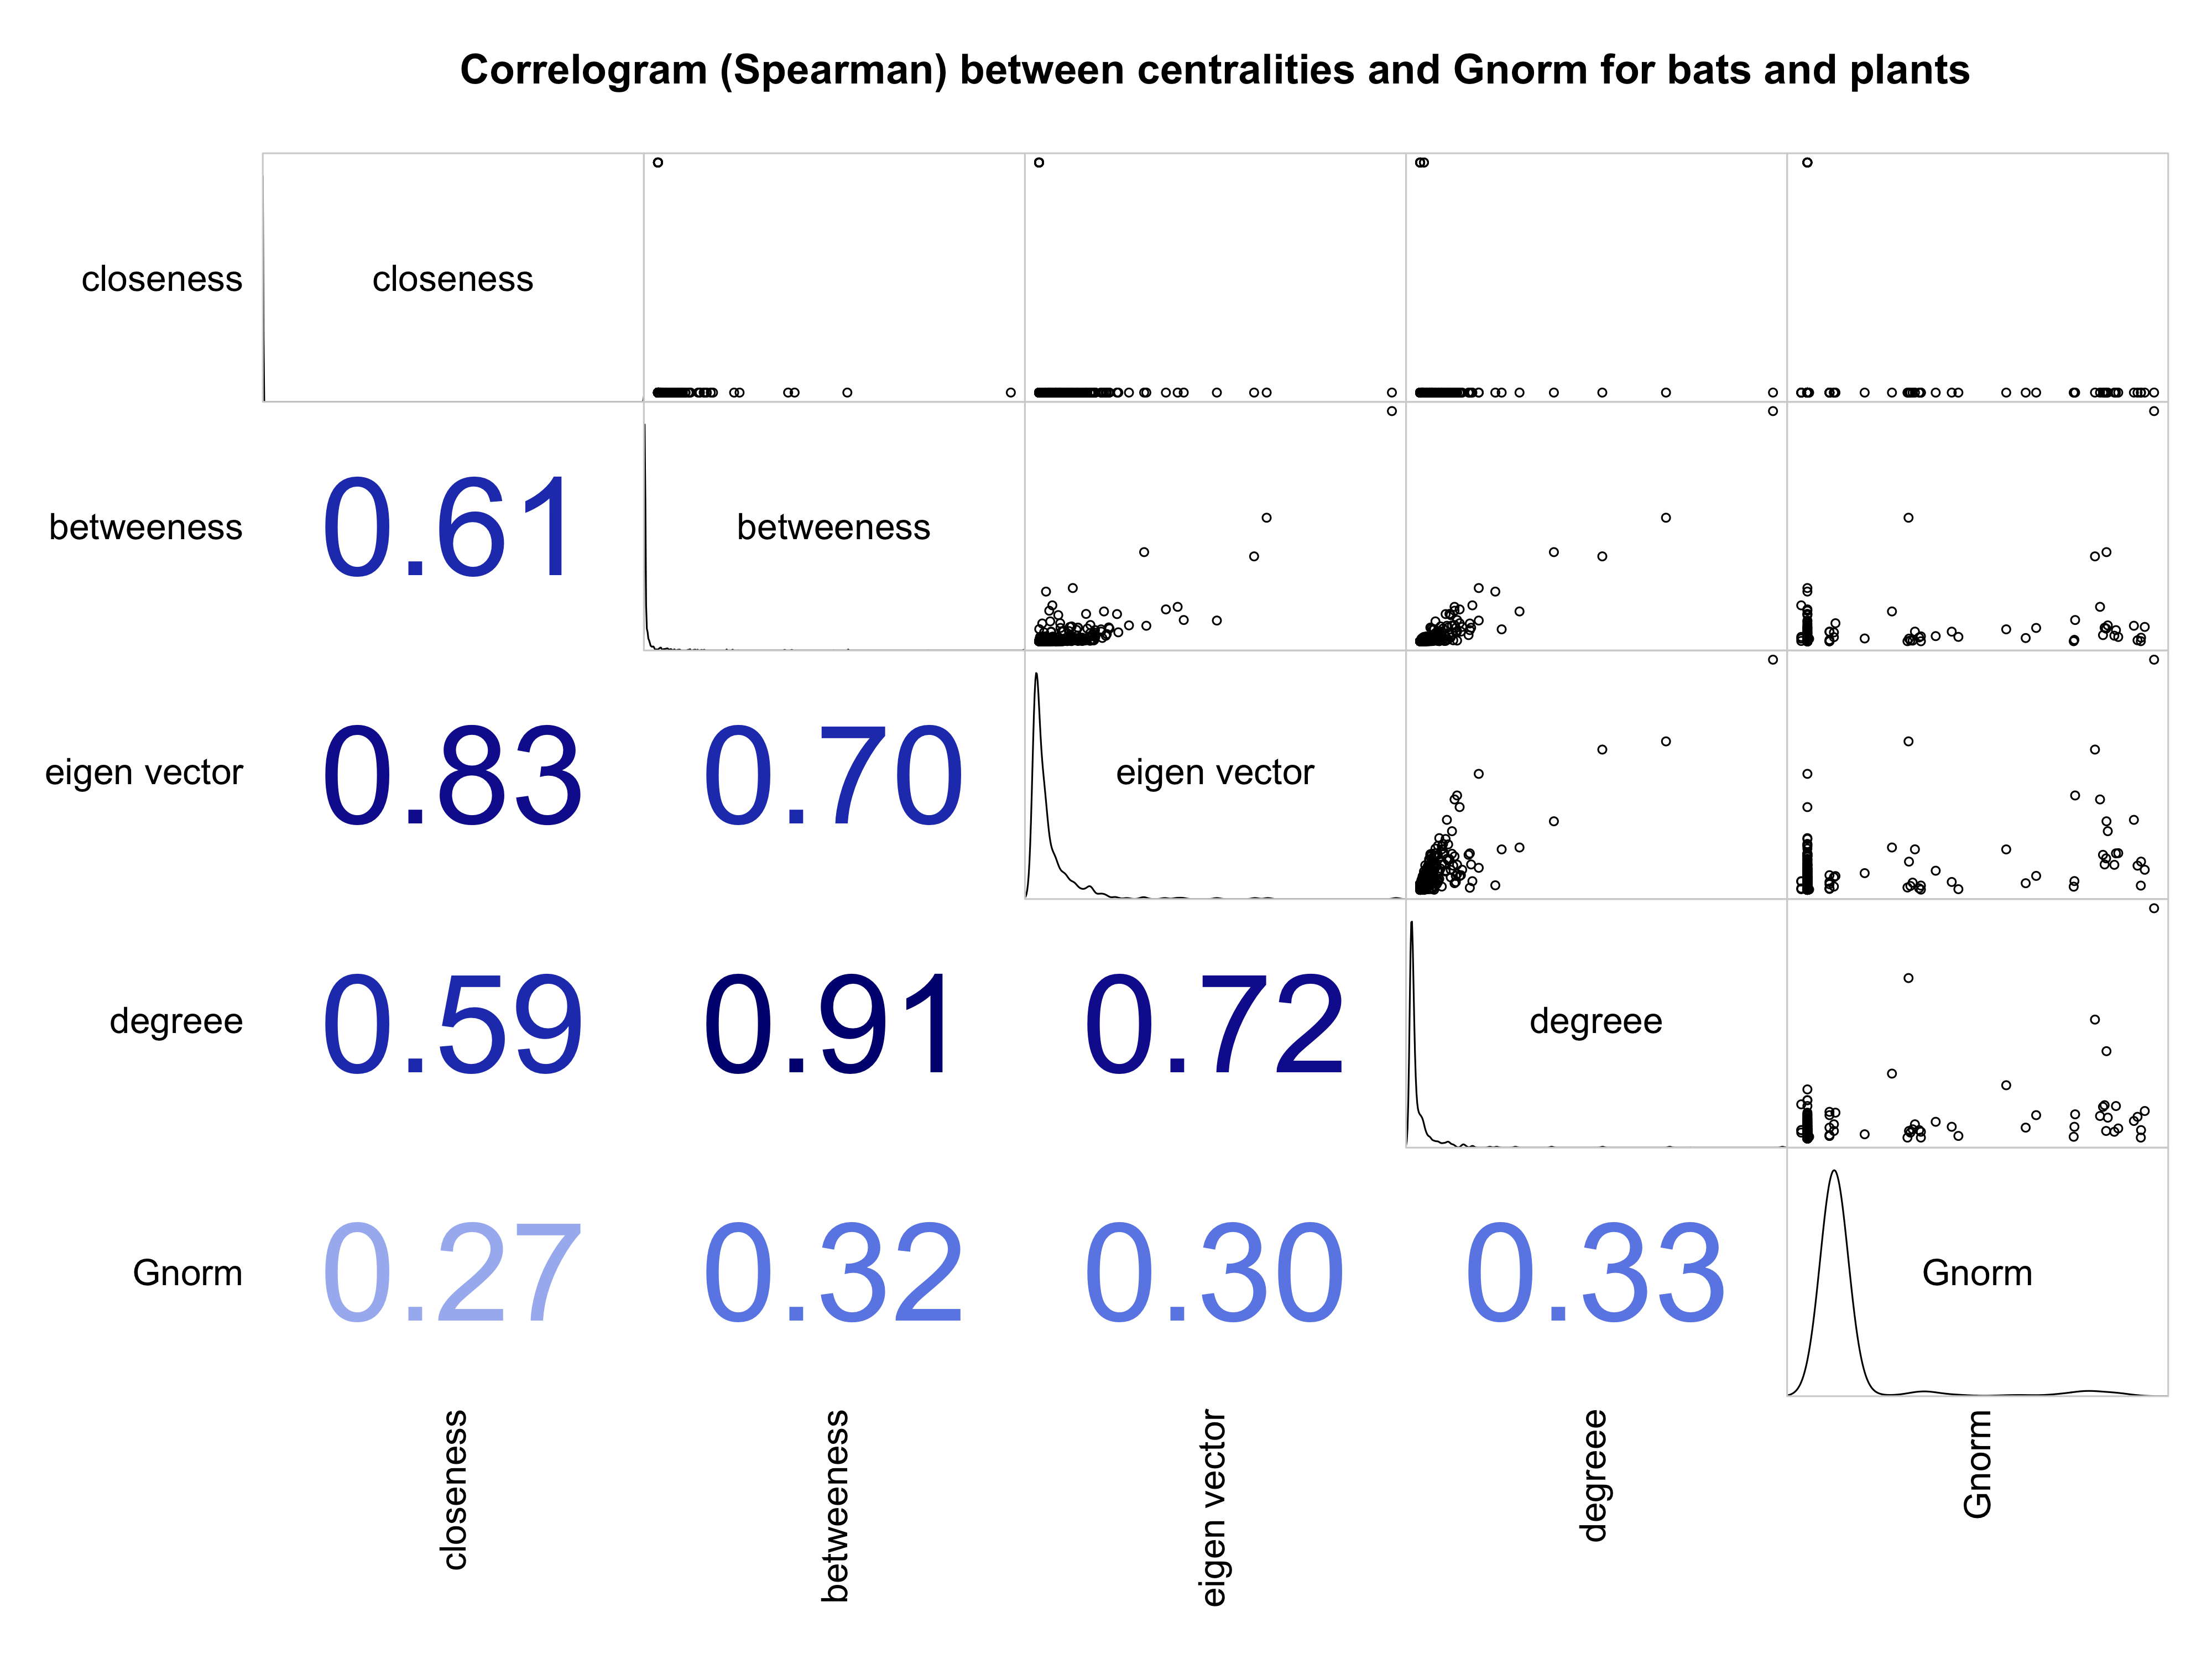 Correlogram (Spearman) between centralities and Gnorm for bats and plants
closeness closeness
betweeness 0.61 betweeness
eigen vector 0.83 0.70 eigen vector
degreee 0.59 0.91 0.72 degreee
Gnorm 0.27 0.32 0.30 0.33 Gnorm
closeness betweeness eigen vector degreee Gnorm